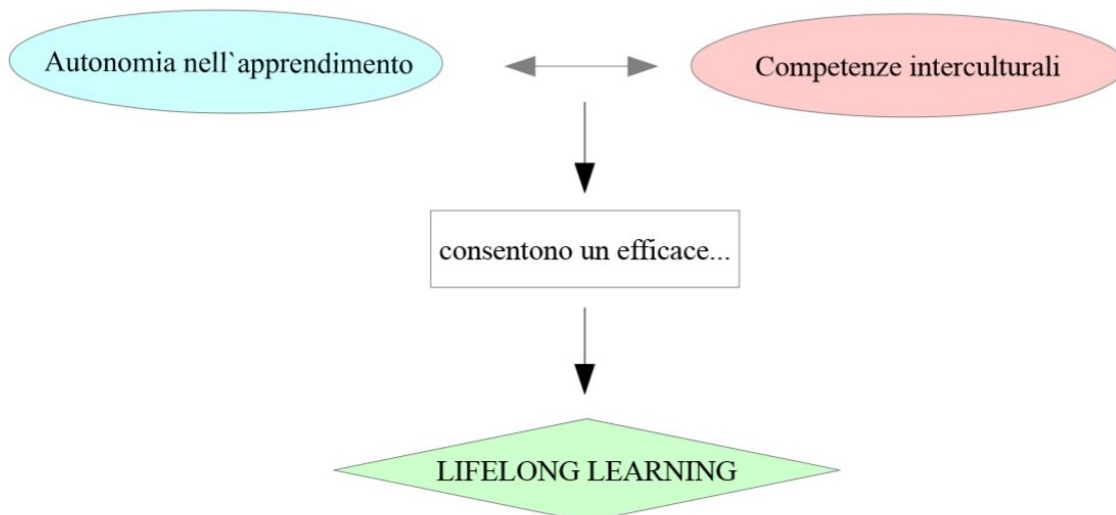 Autonomia nell`apprendimento
Competenze interculturali
consentono un efficace...
LIFELONG LEARNING